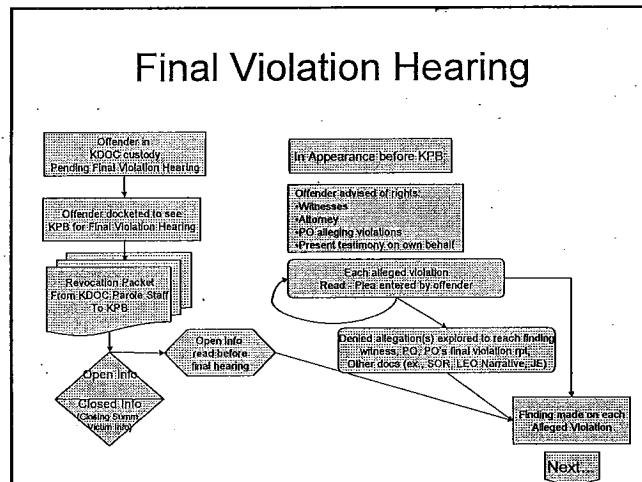 Final Violation Hearing
Offender in
KDOC custody
Pending Final Violation Hearing
Offender docketed to see
KPB for Final Violation Hearing
Revocation Packet
From KDOC Parole Staff
To KPB
Open Info
Closed Info
(Closing Summ,
Victim Info)
Open Info
read before
final hearing
In Appearance before KPB
Offender advised of rights:
•Witnesses
•Attorney
•PO alleging violations
•Present testimony on own behalf
Each alleged violation
Read - Plea entered by offender
Denied allegation(s) explored to reach finding
witness, PO, PO's final violation rpt,
Other docs (ex., SOR, LEO Narrative, JE)
Finding made on each
Alleged Violation
Next...